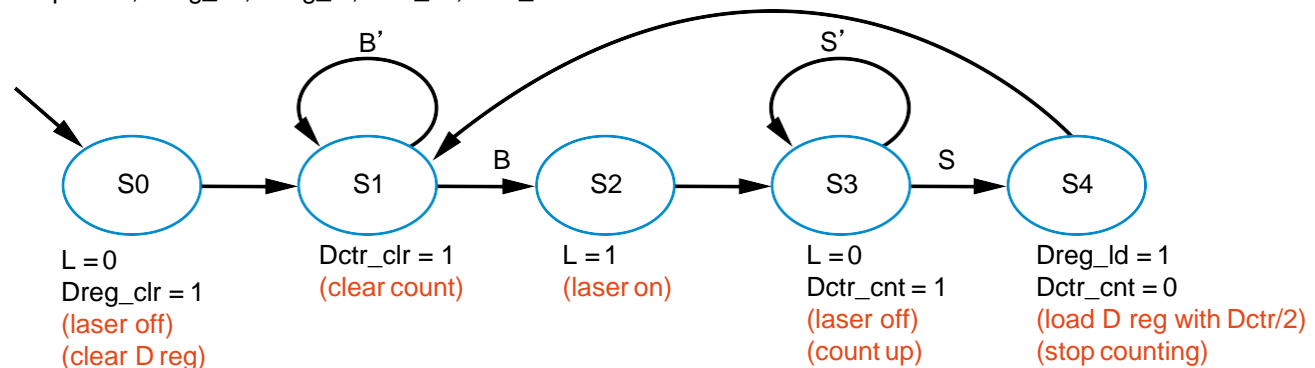 B’
S’
B
S
S0
S1
S2
S3
S4
L = 0
Dreg_clr = 1
(laser off)
(clear D reg)
Dctr_clr = 1
(clear count)
L = 1
(laser on)
L = 0
Dctr_cnt = 1
(laser off)
(count up)
Dreg_ld = 1
Dctr_cnt = 0
(load D reg with Dctr/2)
(stop counting)